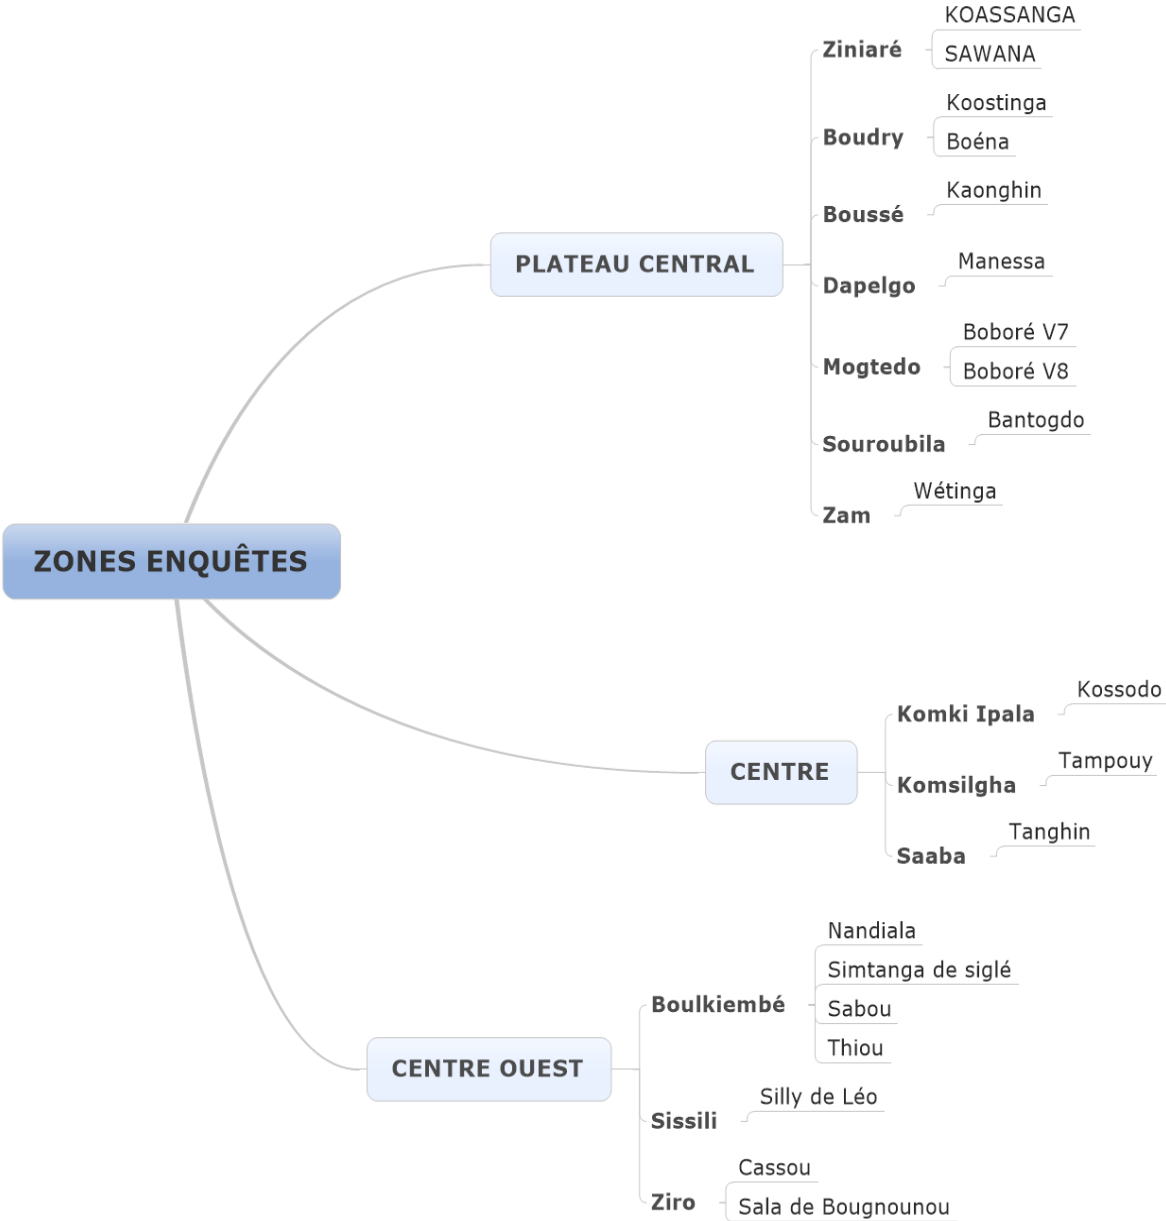 ZONES ENQUÊTES
PLATEAU CENTRAL
Ziniaré
KOASSANGA
SAWANA
Boudry
Koostinga
Boéna
Boussé
Kaonghin
Dapelgo
Manessa
Mogtedo
Boboré V7
Boboré V8
Souroubila
Bantogdo
Zam
Wétinga
CENTRE
Komki Ipala
Kossodo
Komsilgha
Tampouy
Saaba
Tanghin
CENTRE OUEST
Boulkiembé
Nandiala
Simtanga de siglé
Sabou
Thiou
Sissili
Silly de Léo
Ziro
Cassou
Sala de Bougnounou